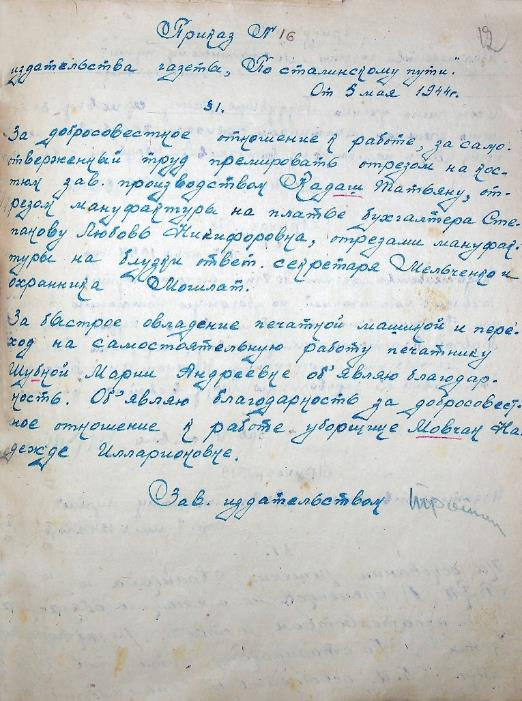 12
Приказ № 16
издательства газеты „По сталинскому пути".
От 5 мая 1944г.
§1.
За добросовестное отношение к работе, за само-
отверженный труд премировать отрезом на кос-
тюм зав. производством Кадаш Татьяну, от-
резом мануфактуры на платье бухгалтера Сте-
панову Любовь Никифоровна, отрезами мануфак-
туры на блузки ответ. секретаря Мельченко и
охранника Мошлат.
За быстрое овладение печатной машиной и пере-
ход на самостоятельную работу печатнику
Шубной Марии Андреевне об'являю благодар-
ность. Об'являю благодарность за добросовест-
ное отношение к работе уборщице Мовчан На-
дежде Илларионовне.
Зав. издательством